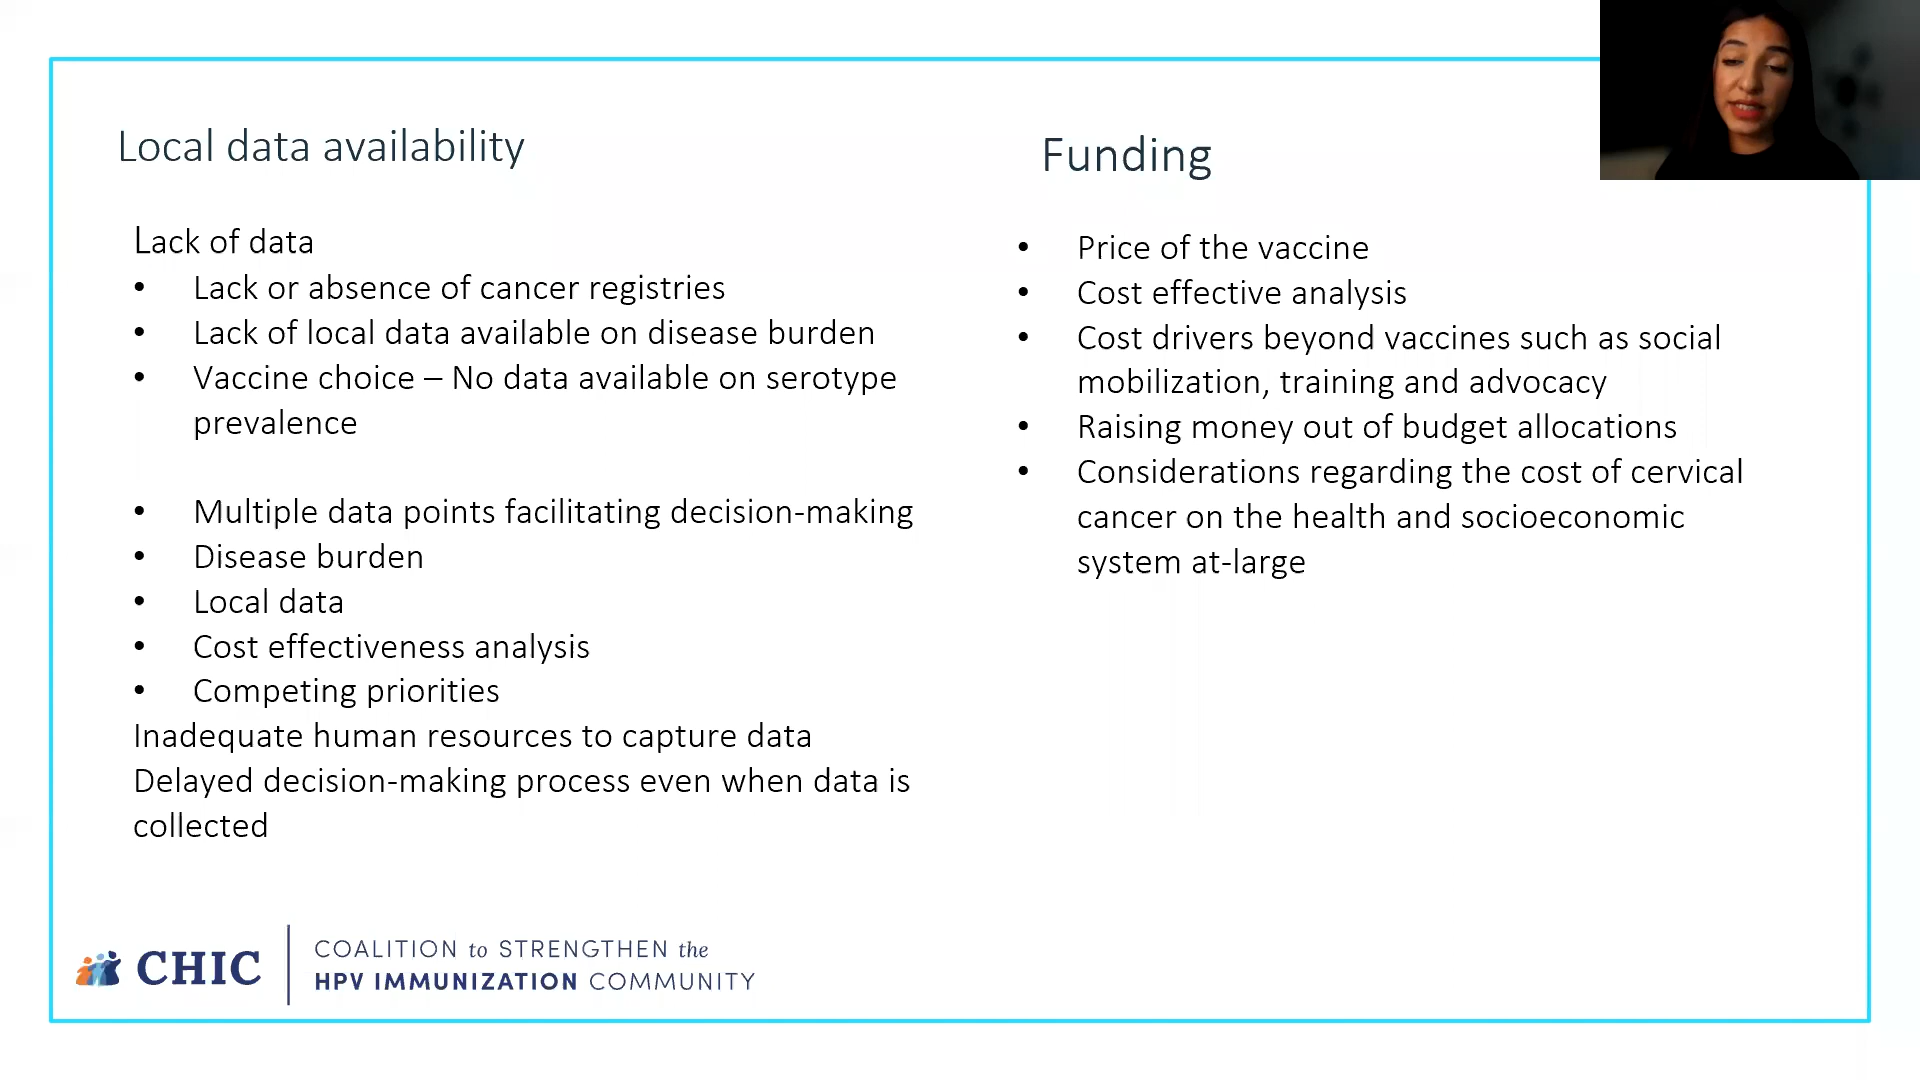 Local data availability
Lack of data
• Lack or absence of cancer registries
• Lack of local data available on disease burden
• Vaccine choice – No data available on serotype
prevalence
• Multiple data points facilitating decision-making
• Disease burden
• Local data
• Cost effectiveness analysis
• Competing priorities
Inadequate human resources to capture data
Delayed decision-making process even when data is
collected
Funding
• Price of the vaccine
• Cost effective analysis
• Cost drivers beyond vaccines such as social
mobilization, training and advocacy
• Raising money out of budget allocations
• Considerations regarding the cost of cervical
cancer on the health and socioeconomic
system at-large
CHIC
COALITION to STRENGTHEN the
HPV IMMUNIZATION COMMUNITY